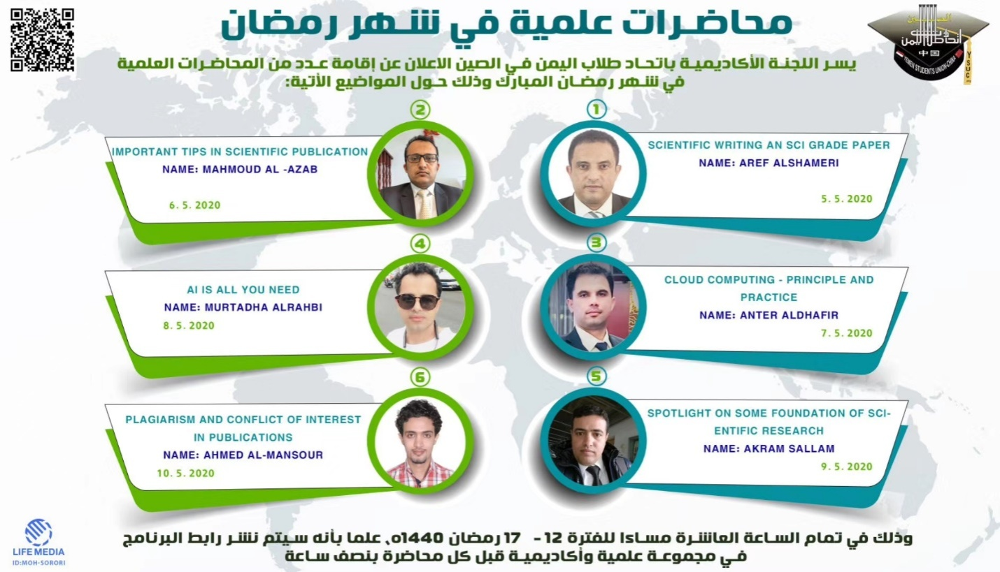 محاضرات علمية في شهر رمضان
يسر اللجنة الأكاديمية باتحاد طلاب اليمن في الصين الاعلان عن إقامة عدد من المحاضرات العلمية
في شهر رمضان المبارك وذلك حول المواضيع الأتية:
اتحاد طلاب اليمن
الصين
中国
YEMEN STUDENTS UNION-CHINA
YSUC
1
SCIENTIFIC WRITING AN SCI GRADE PAPER
NAME: AREF ALSHAMERI
5. 5. 2020
2
IMPORTANT TIPS IN SCIENTIFIC PUBLICATION
NAME: MAHMOUD AL -AZAB
6. 5. 2020
3
CLOUD COMPUTING - PRINCIPLE AND
PRACTICE
NAME: ANTER ALDHAFIR
7. 5. 2020
4
AI IS ALL YOU NEED
NAME: MURTADHA ALRAHBI
8. 5. 2020
5
SPOTLIGHT ON SOME FOUNDATION OF SCI-
ENTIFIC RESEARCH
NAME: AKRAM SALLAM
9. 5. 2020
6
PLAGIARISM AND CONFLICT OF INTEREST
IN PUBLICATIONS
NAME: AHMED AL-MANSOUR
10. 5. 2020
وذلك في تمام الساعة العاشرة مساءا للفترة 12 - 17 رمضان 1440ه، علما بأنه سيتم نشر رابط البرنامج
في مجموعة علمية وأكاديمية قبل كل محاضرة بنصف ساعة
LIFE MEDIA
ID:MOH-SORORI